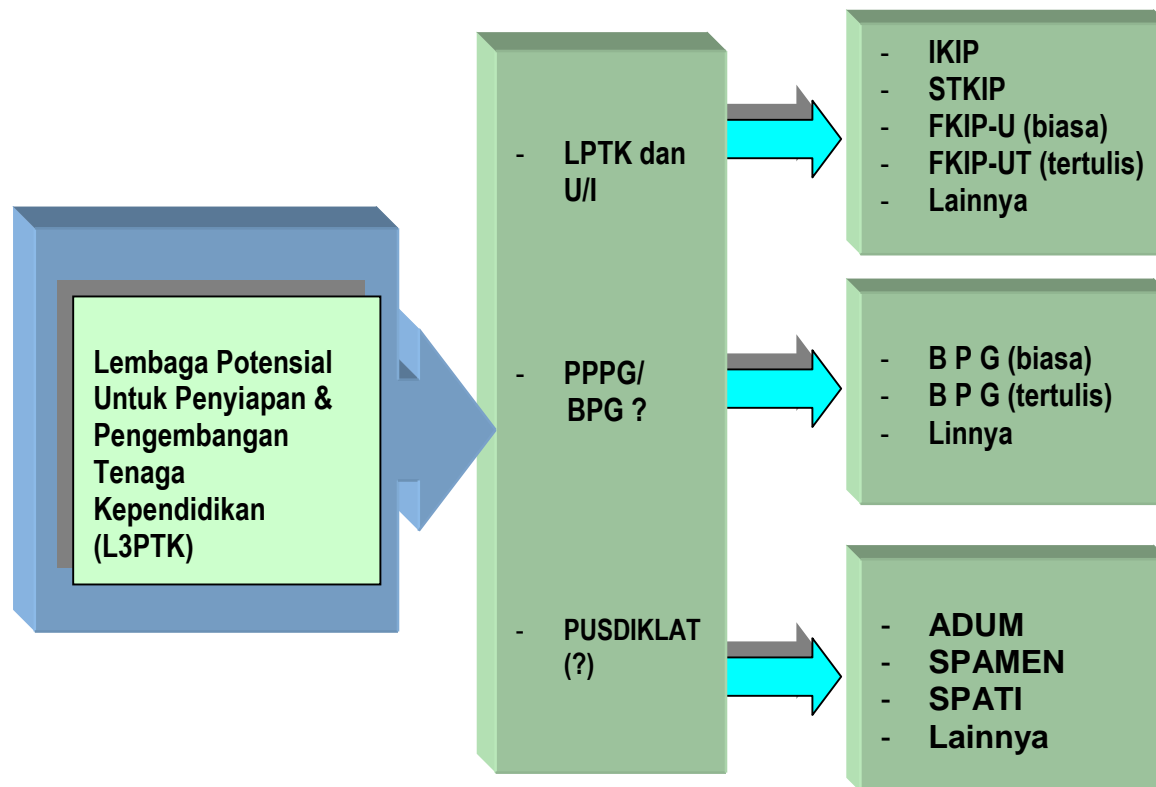 Lembaga Potensial
Untuk Penyiapan &
Pengembangan
Tenaga
Kependidikan
(L3PTK)
- LPTK dan
U/I
- PPPG/
BPG ?
- PUSDIKLAT
(?)
- IKIP
- STKIP
- FKIP-U (biasa)
- FKIP-UT (tertulis)
- Lainnya
- B P G (biasa)
- B P G (tertulis)
- Linnya
- ADUM
- SPAMEN
- SPATI
- Lainnya